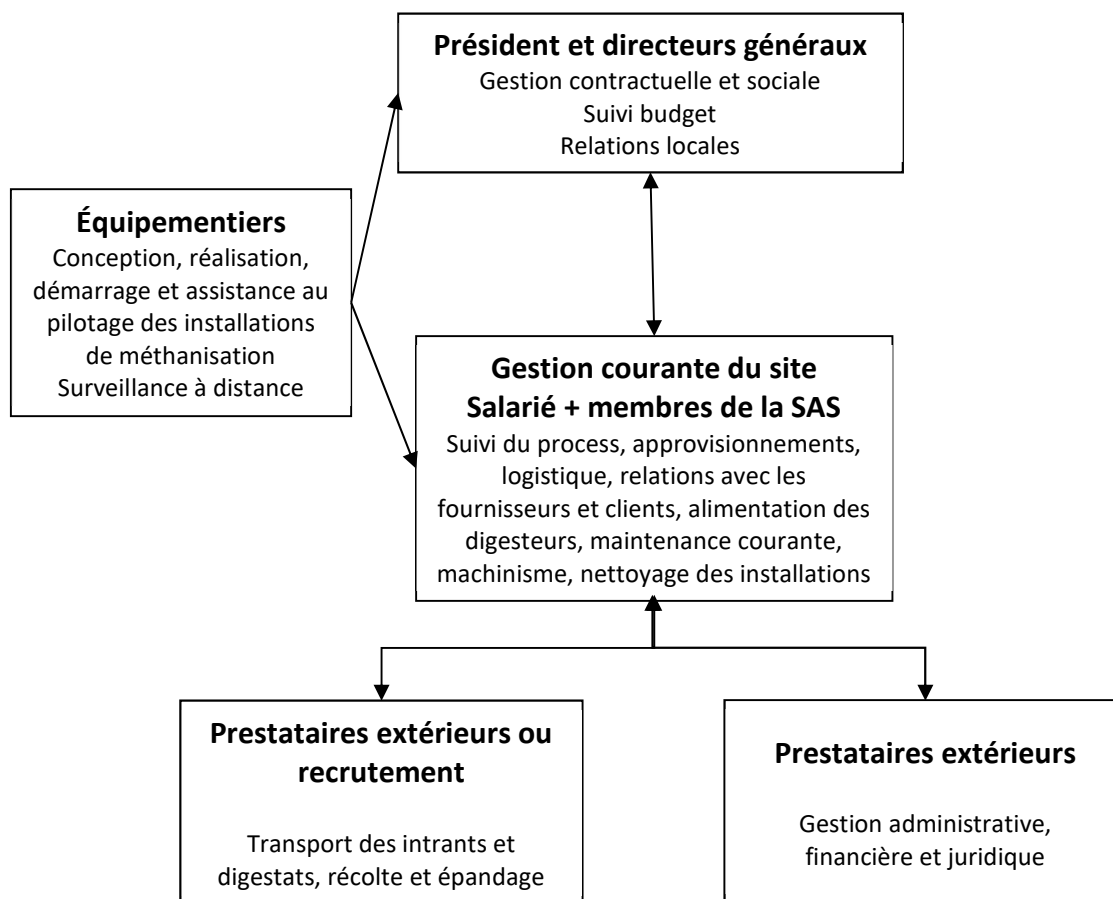 Président et directeurs généraux
Gestion contractuelle et sociale
Suivi budget
Relations locales
Équipementiers
Conception, réalisation,
démarrage et assistance au
pilotage des installations
de méthanisation
Surveillance à distance
Gestion courante du site
Salarié + membres de la SAS
Suivi du process, approvisionnements,
logistique, relations avec les
fournisseurs et clients, alimentation des
digesteurs, maintenance courante,
machinisme, nettoyage des installations
Prestataires extérieurs ou
recrutement
Transport des intrants et
digestats, récolte et épandage
Prestataires extérieurs
Gestion administrative,
financière et juridique